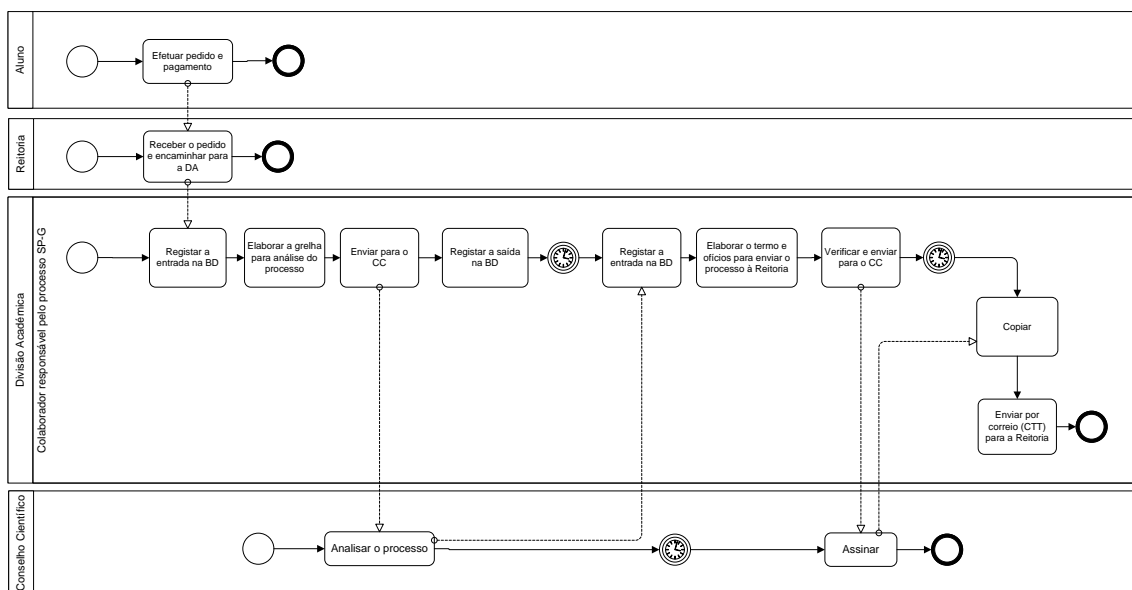 Aluno
Efetuar pedido e
pagamento
Reitoria
Receber o pedido
e encaminhar para
a DA
Divisão Académica
Colaborador responsável pelo processo SP-G
Registar a
entrada na BD
Elaborar a grelha
para análise do
processo
Enviar para o
CC
Registar a saída
na BD
Registar a
entrada na BD
Elaborar o termo e
ofícios para enviar o
processo à Reitoria
Verificar e enviar
para o CC
Copiar
Enviar por
correio (CTT)
para a Reitoria
Conselho Científico
Analisar o processo
Assinar